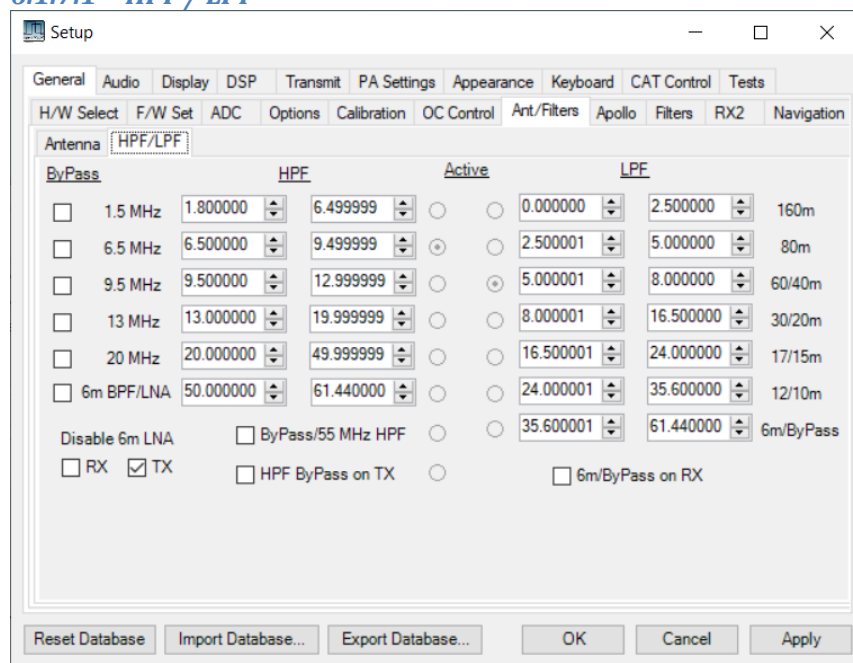 Setup
General Audio Display DSP Transmit PA Settings Appearance Keyboard CAT Control Tests
H/W Select F/W Set ADC Options Calibration OC Control Ant/Filters Apollo Filters RX2 Navigation
Antenna HPF/LPF
ByPass HPF Active LPF
1.5 MHz 1.800000 6.499999 0.000000 2.500000 160m
6.5 MHz 6.500000 9.499999 2.500001 5.000000 80m
9.5 MHz 9.500000 12.999999 5.000001 8.000000 60/40m
13 MHz 13.000000 19.999999 8.000001 16.500000 30/20m
20 MHz 20.000000 49.999999 16.500001 24.000000 17/15m
6m BPF/LNA 50.000000 61.440000 24.000001 35.600000 12/10m
35.600001 61.440000 6m/ByPass
Disable 6m LNA ByPass/55 MHz HPF
RX TX HPF ByPass on TX 6m/ByPass on RX
Reset Database Import Database... Export Database... OK Cancel Apply